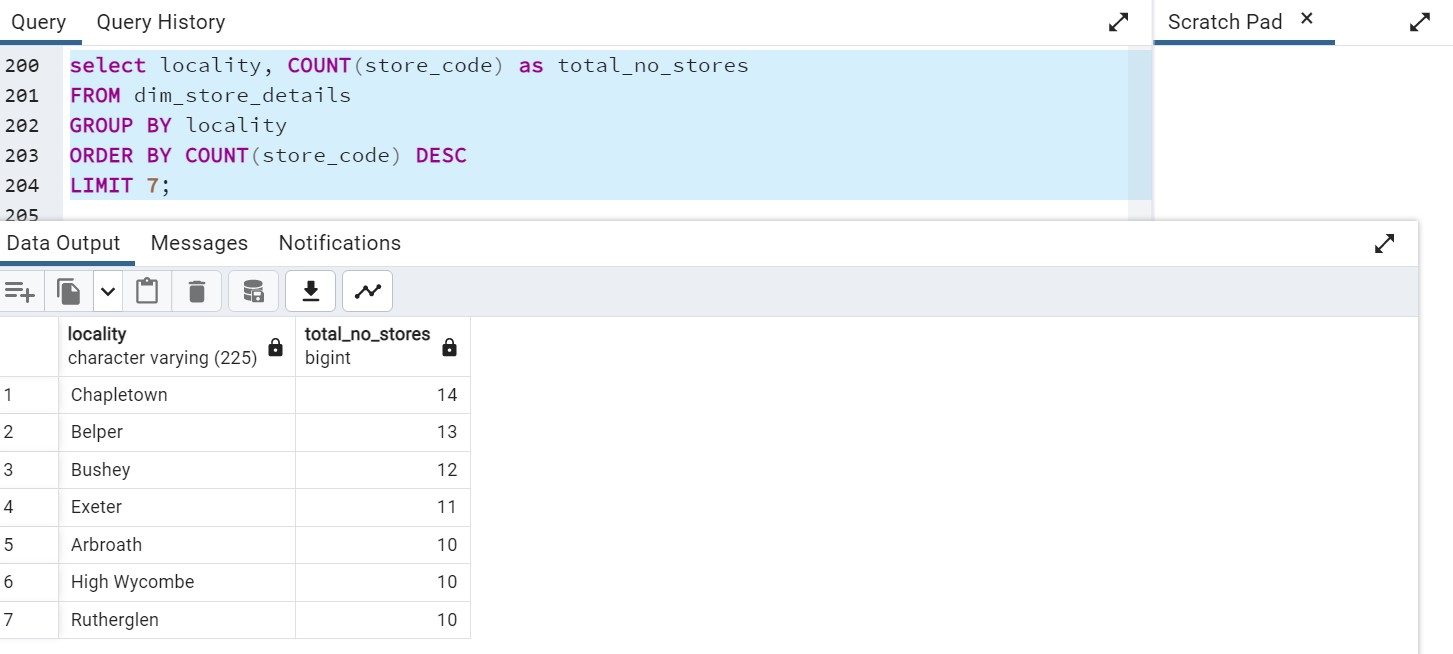 Query Query History Scratch Pad ×
200 select locality, COUNT(store_code) as total_no_stores
201 FROM dim_store_details
202 GROUP BY locality
203 ORDER BY COUNT(store_code) DESC
204 LIMIT 7;
205
Data Output Messages Notifications
locality total_no_stores
character varying (225) bigint
1 Chapletown 14
2 Belper 13
3 Bushey 12
4 Exeter 11
5 Arbroath 10
6 High Wycombe 10
7 Rutherglen 10